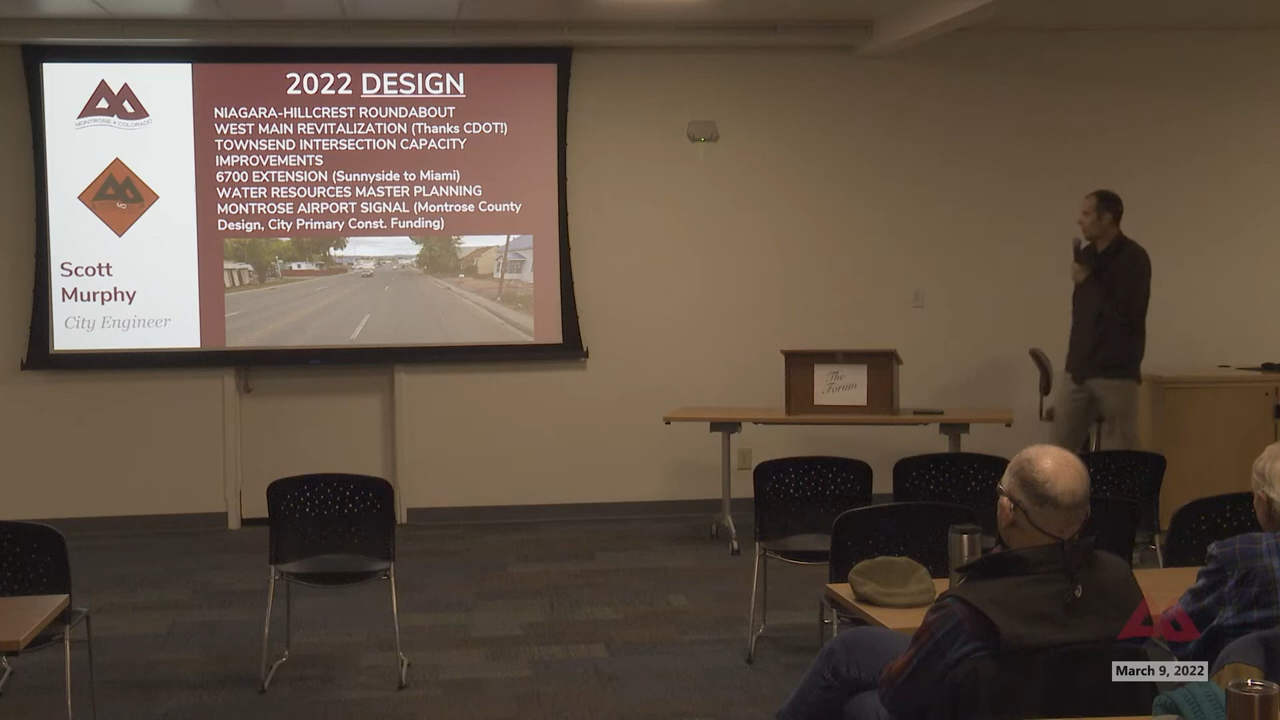 2022 DESIGN
NIAGARA-HILLCREST ROUNDABOUT
WEST MAIN REVITALIZATION (Thanks CDOT!)
TOWNSEND INTERSECTION CAPACITY
IMPROVEMENTS
6700 EXTENSION (Sunnyside to Miami)
WATER RESOURCES MASTER PLANNING
MONTROSE AIRPORT SIGNAL (Montrose County
Design, City Primary Const. Funding)
MONTROSE • COLORADO
Scott
Murphy
City Engineer
The
Forum
March 9, 2022